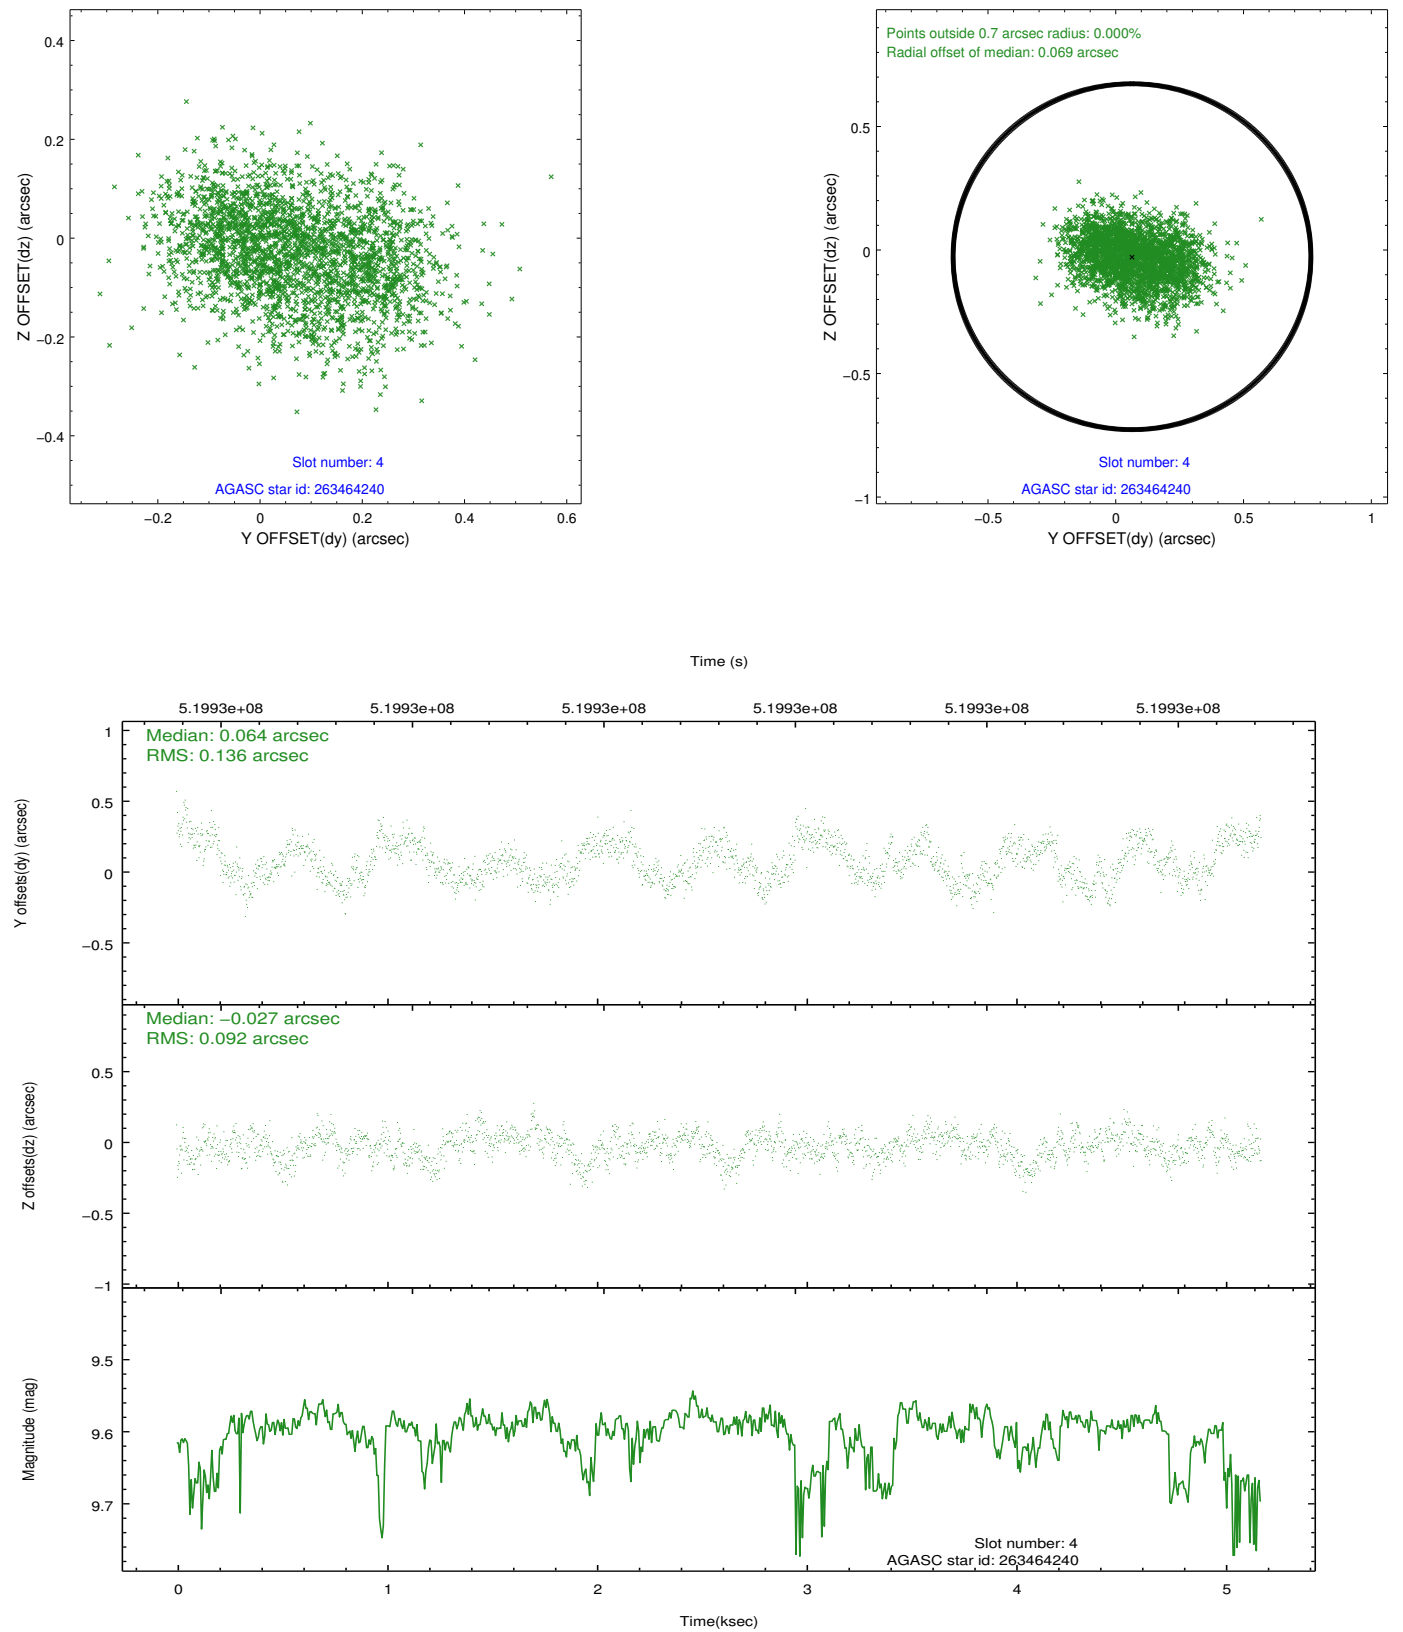 0.4
0.2
0
−0.2
−0.4
Z OFFSET(dz) (arcsec)
Slot number: 4
AGASC star id: 263464240
−0.2 0 0.2 0.4 0.6
Y OFFSET(dy) (arcsec)
Points outside 0.7 arcsec radius: 0.000%
Radial offset of median: 0.069 arcsec
0.5
0
−0.5
−1
Z OFFSET(dz) (arcsec)
Slot number: 4
AGASC star id: 263464240
−0.5 0 0.5 1
Y OFFSET(dy) (arcsec)
Time (s)
5.1993e+08 5.1993e+08 5.1993e+08 5.1993e+08 5.1993e+08 5.1993e+08
Median: 0.064 arcsec
RMS: 0.136 arcsec
1
0.5
0
−0.5
Y offsets(dy) (arcsec)
Median: −0.027 arcsec
RMS: 0.092 arcsec
0.5
0
−0.5
−1
Z offsets(dz) (arcsec)
9.5
9.6
9.7
Magnitude (mag)
Slot number: 4
AGASC star id: 263464240
0 1 2 3 4 5
Time(ksec)